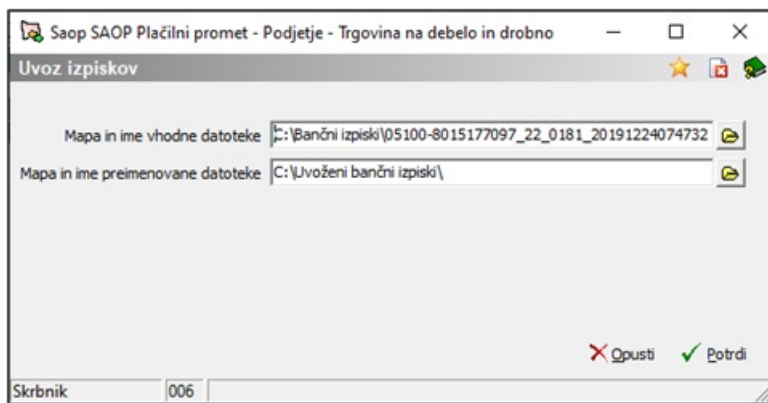 Saop SAOP Plačilni promet - Podjetje - Trgovina na debelo in drobno
Uvoz izpiskov
Mapa in ime vhodne datoteke C:\Bančni izpiski\05100-8015177097_22_0181_20191224074732
Mapa in ime preimenovane datoteke C:\Uvoženi bančni izpiski\
Opusti Potrdi
Skrbnik 006